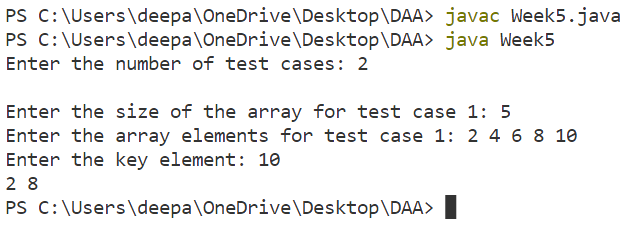 PS C:\Users\deepa\OneDrive\Desktop\DAA> javac Week5.java
PS C:\Users\deepa\OneDrive\Desktop\DAA> java Week5
Enter the number of test cases: 2
Enter the size of the array for test case 1: 5
Enter the array elements for test case 1: 2 4 6 8 10
Enter the key element: 10
2 8
PS C:\Users\deepa\OneDrive\Desktop\DAA>